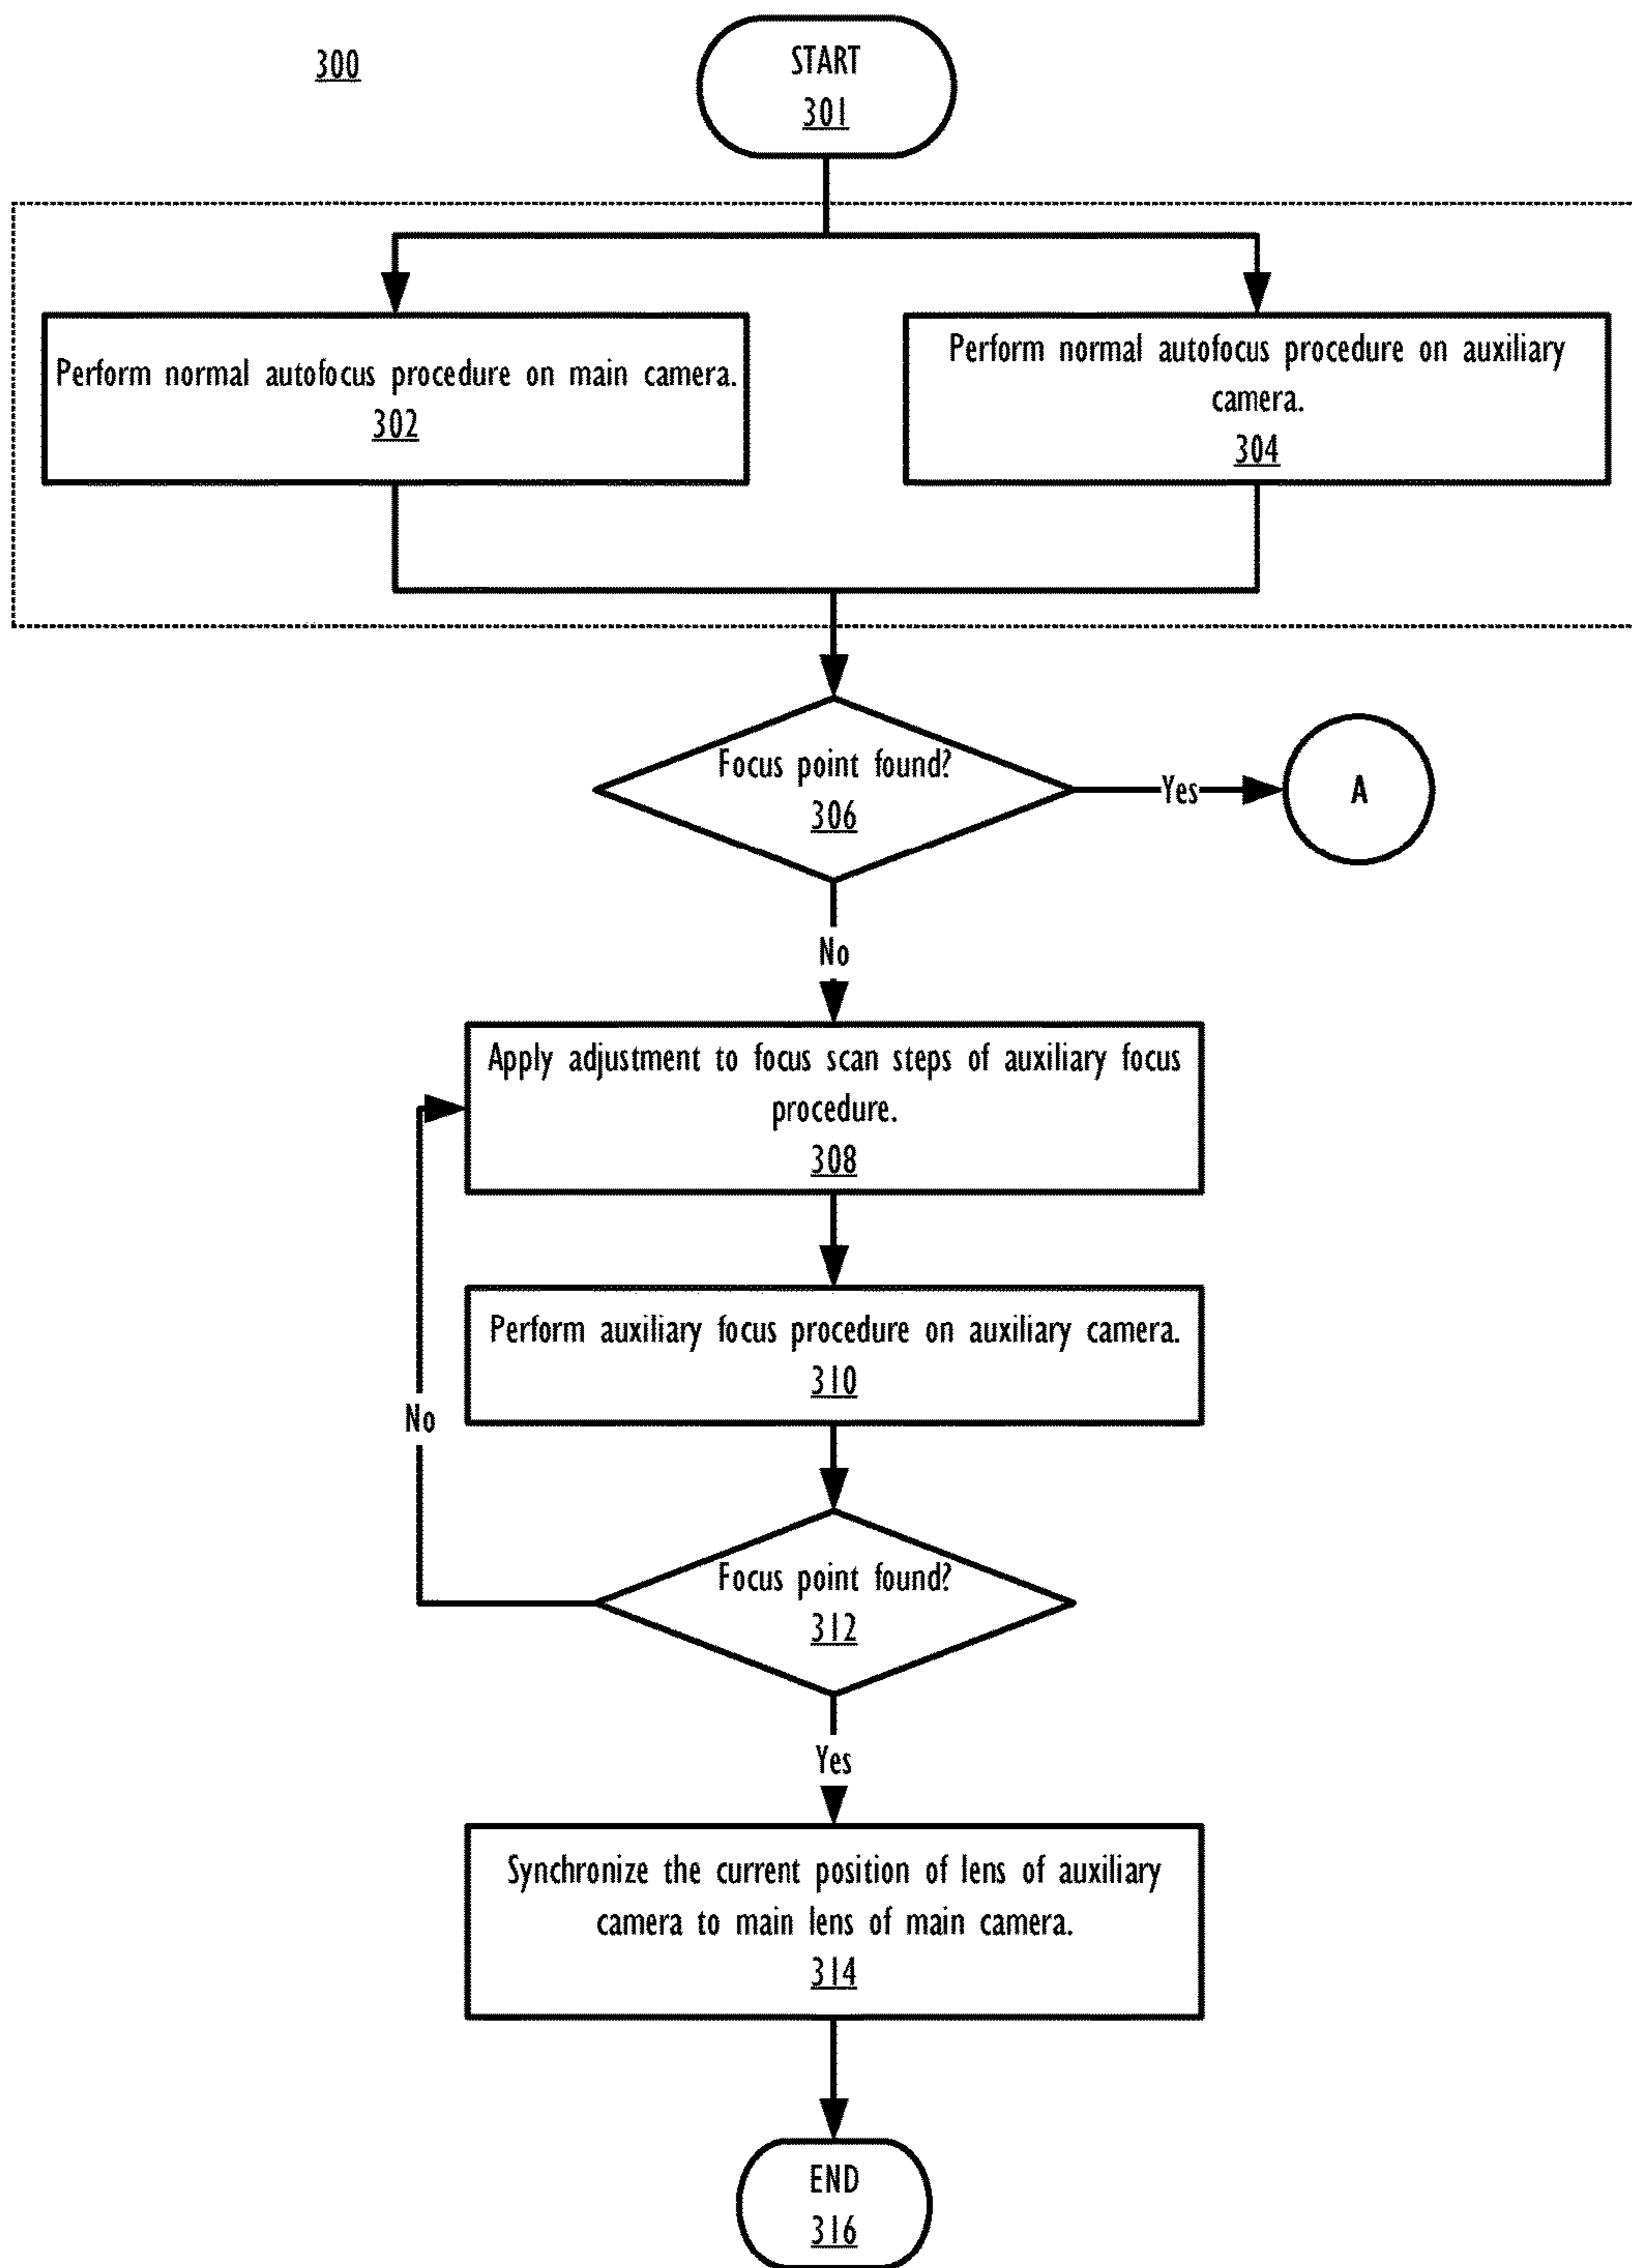 300
START
301
Perform normal autofocus procedure on main camera.
302
Perform normal autofocus procedure on auxiliary
camera.
304
Focus point found?
306
Yes
A
No
Apply adjustment to focus scan steps of auxiliary focus
procedure.
308
Perform auxiliary focus procedure on auxiliary camera.
310
No
Focus point found?
312
Yes
Synchronize the current position of lens of auxiliary
camera to main lens of main camera.
314
END
316